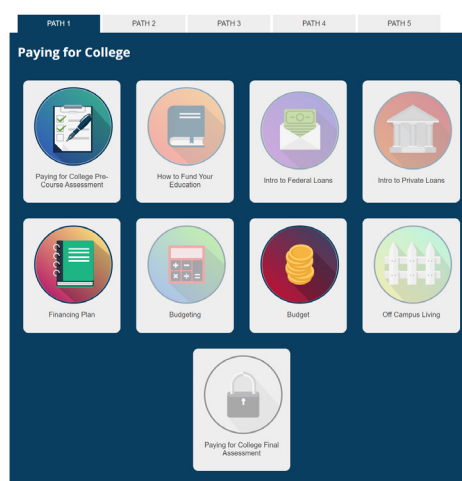 PATH 1
PATH 2
PATH 3
PATH 4
PATH 5
Paying for College
Paying for College Pre-
Course Assessment
How to Fund Your
Education
Intro to Federal Loans
Intro to Private Loans
Financing Plan
Budgeting
Budget
Off Campus Living
Paying for College Final
Assessment